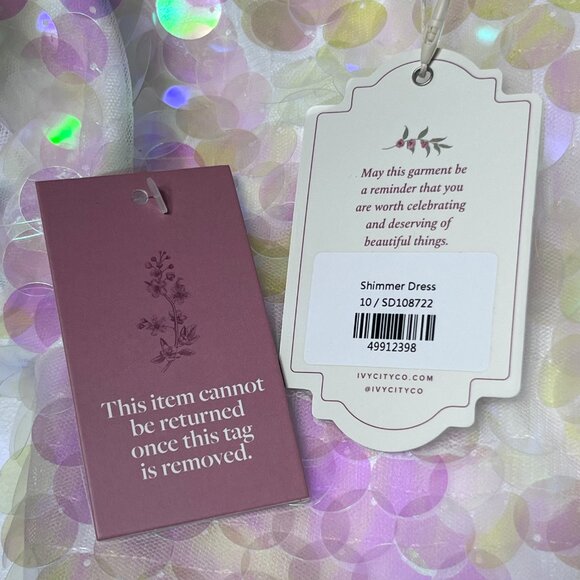 This item cannot
be returned
once this tag
is removed.
May this garment be
a reminder that you
are worth celebrating
and deserving of
beautiful things.
Shimmer Dress
10 / SD108722
49912398
IVYCITYCO.COM
@IVYCITYCO